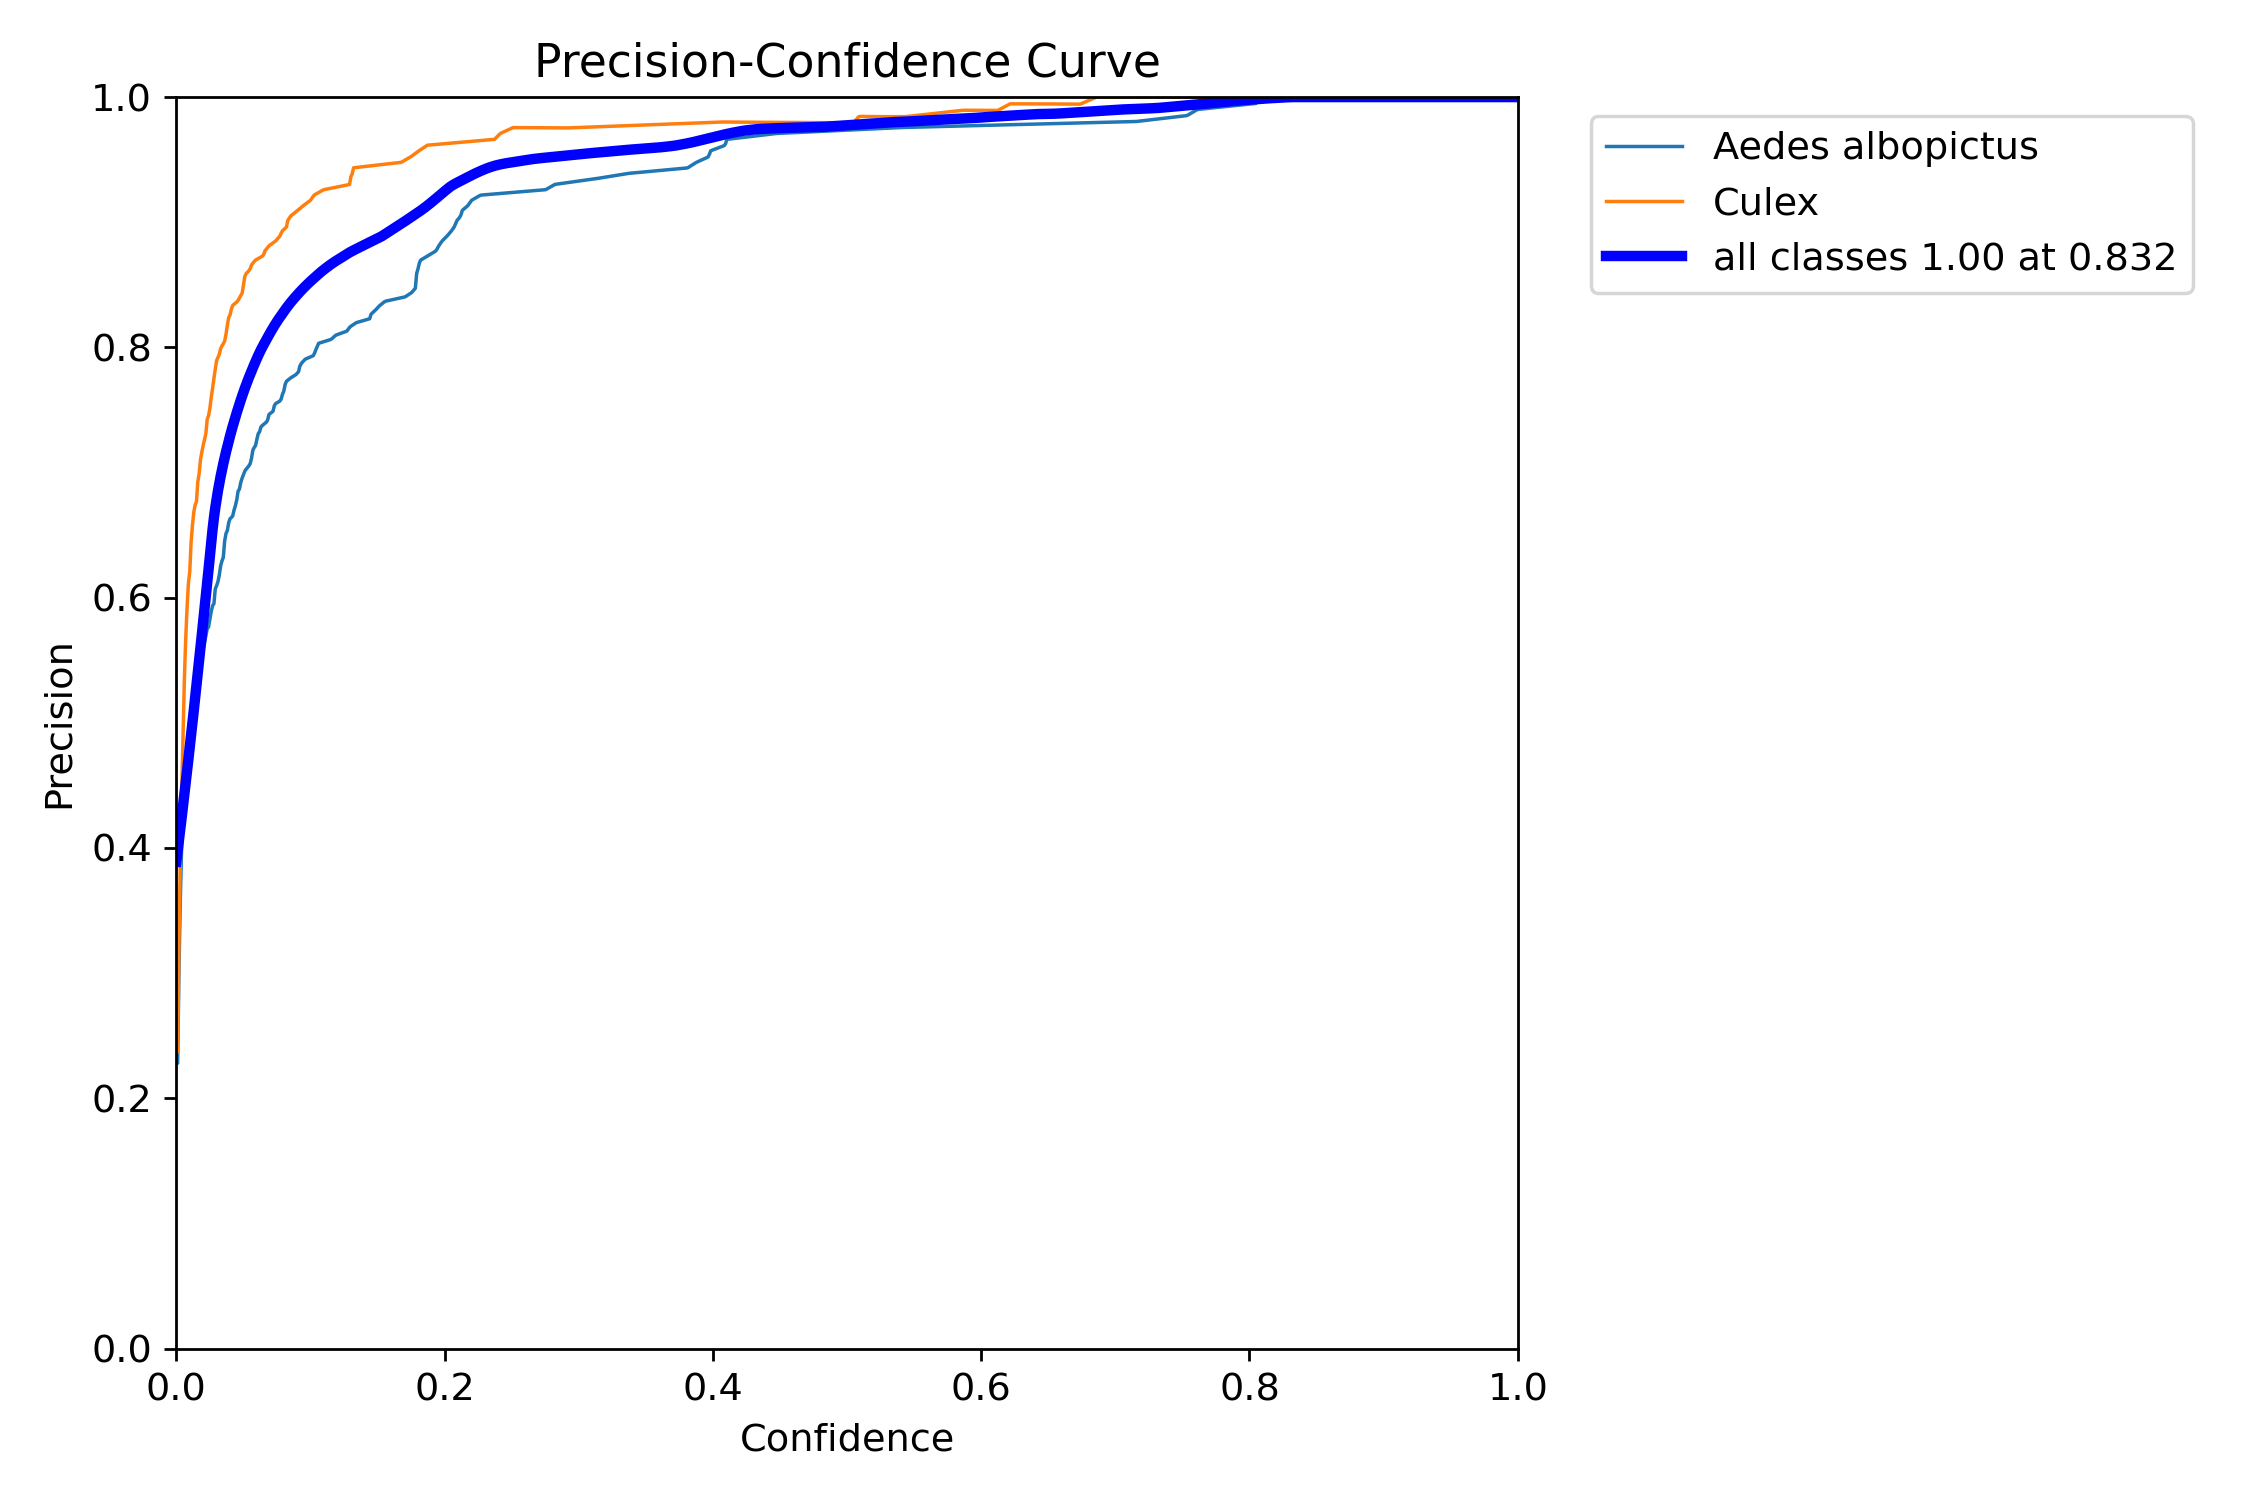 Precision-Confidence Curve
1.0
0.8
0.6
0.4
0.2
0.0
Precision
0.0 0.2 0.4 0.6 0.8 1.0
Confidence
Aedes albopictus
Culex
all classes 1.00 at 0.832